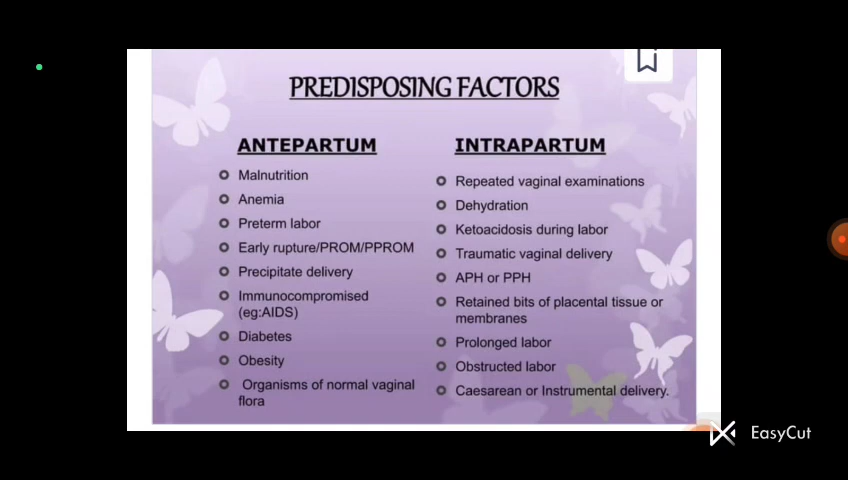 PREDISPOSING FACTORS
ANTEPARTUM
Malnutrition
Anemia
Preterm labor
Early rupture/PROM/PPROM
Precipitate delivery
Immunocompromised
(eg:AIDS)
Diabetes
Obesity
Organisms of normal vaginal
flora
INTRAPARTUM
Repeated vaginal examinations
Dehydration
Ketoacidosis during labor
Traumatic vaginal delivery
APH or PPH
Retained bits of placental tissue or
membranes
Prolonged labor
Obstructed labor
Caesarean or Instrumental delivery.
EasyCut